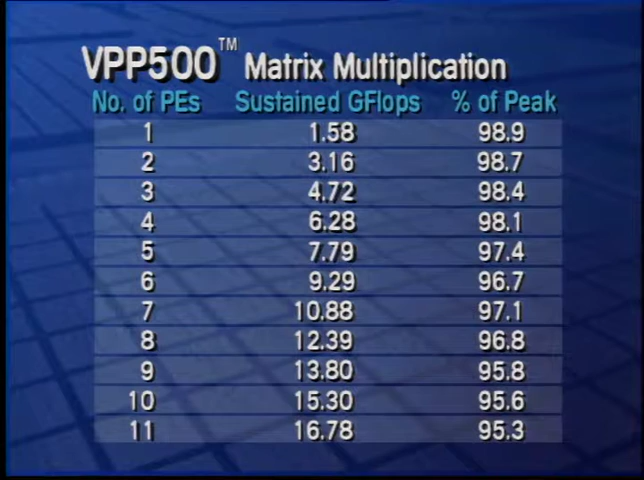 VPP500™ Matrix Multiplication
No. of PEs Sustained GFlops % of Peak
1 1.58 98.9
2 3.16 98.7
3 4.72 98.4
4 6.28 98.1
5 7.79 97.4
6 9.29 96.7
7 10.88 97.1
8 12.39 96.8
9 13.80 95.8
10 15.30 95.6
11 16.78 95.3